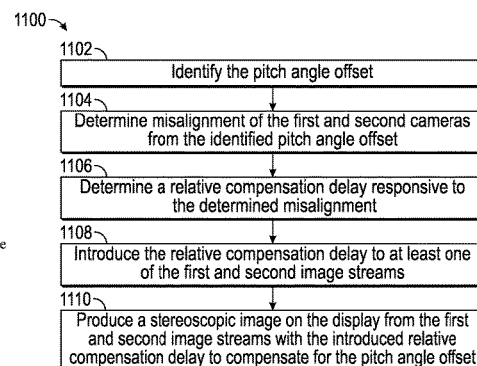 1100
1102
Identify the pitch angle offset
1104
Determine misalignment of the first and second cameras
from the identified pitch angle offset
1106
Determine a relative compensation delay responsive to
the determined misalignment
1108
e
Introduce the relative compensation delay to at least one
of the first and second image streams
1110
Produce a stereoscopic image on the display from the first
and second image streams with the introduced relative
compensation delay to compensate for the pitch angle offset